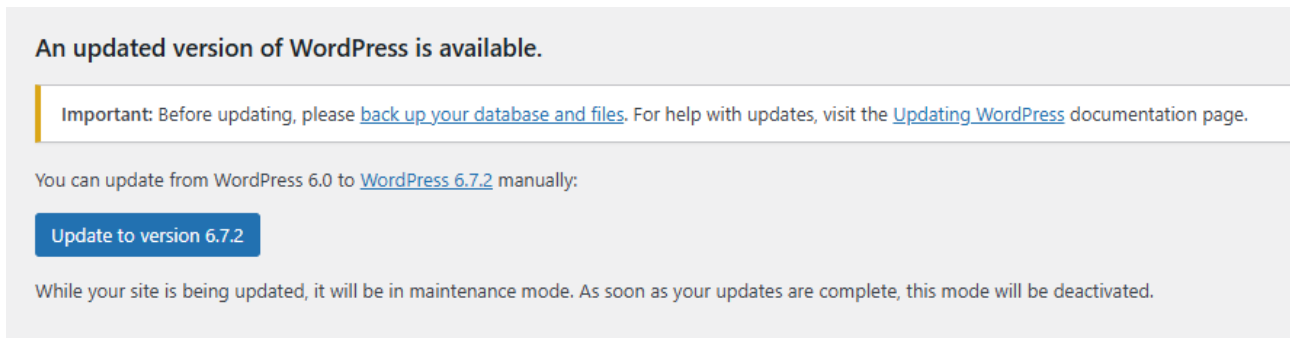 An updated version of WordPress is available.
Important: Before updating, please back up your database and files. For help with updates, visit the Updating WordPress documentation page.
You can update from WordPress 6.0 to WordPress 6.7.2 manually:
Update to version 6.7.2
While your site is being updated, it will be in maintenance mode. As soon as your updates are complete, this mode will be deactivated.